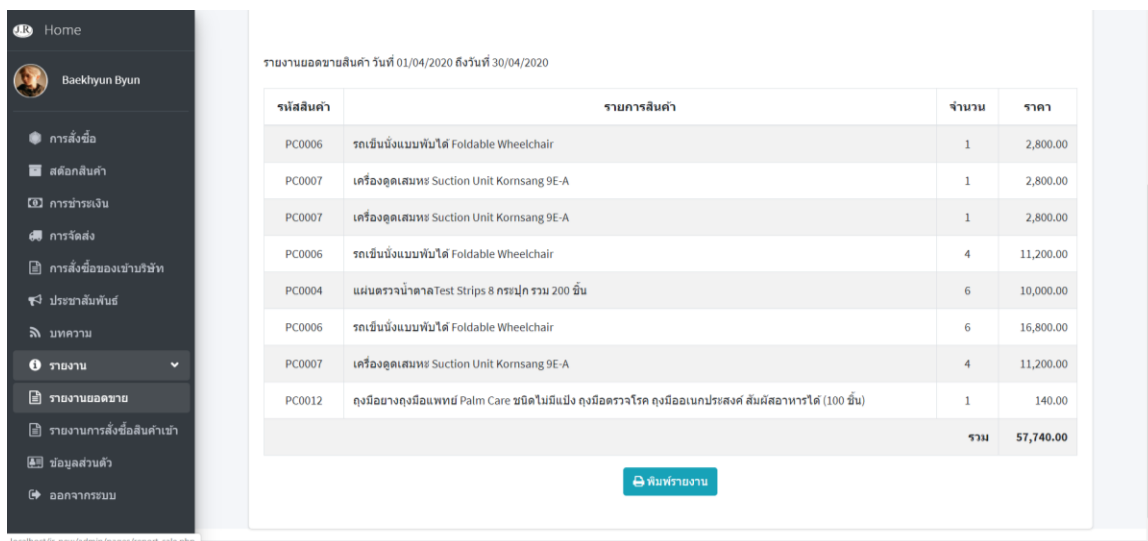 J.R Home
Baekhyun Byun
การสั่งซื้อ
สต๊อกสินค้า
การชำระเงิน
การจัดส่ง
การสั่งซื้อของเข้าบริษัท
ประชาสัมพันธ์
บทความ
รายงาน
รายงานยอดขาย
รายงานการสั่งซื้อสินค้าเข้า
ข้อมูลส่วนตัว
ออกจากระบบ
รายงานยอดขายสินค้า วันที่ 01/04/2020 ถึงวันที่ 30/04/2020
รหัสสินค้า รายการสินค้า จำนวน ราคา
PC0006 รถเข็นนั่งแบบพับได้ Foldable Wheelchair 1 2,800.00
PC0007 เครื่องดูดเสมหะ Suction Unit Kornsang 9E-A 1 2,800.00
PC0007 เครื่องดูดเสมหะ Suction Unit Kornsang 9E-A 1 2,800.00
PC0006 รถเข็นนั่งแบบพับได้ Foldable Wheelchair 4 11,200.00
PC0004 แผ่นตรวจน้ำตาลTest Strips 8 กระปุก รวม 200 ชิ้น 6 10,000.00
PC0006 รถเข็นนั่งแบบพับได้ Foldable Wheelchair 6 16,800.00
PC0007 เครื่องดูดเสมหะ Suction Unit Kornsang 9E-A 4 11,200.00
PC0012 ถุงมือยางถุงมือแพทย์ Palm Care ชนิดไม่มีแป้ง ถุงมือตรวจโรค ถุงมืออเนกประสงค์ สัมผัสอาหารได้ (100 ชิ้น) 1 140.00
รวม 57,740.00
พิมพ์รายงาน